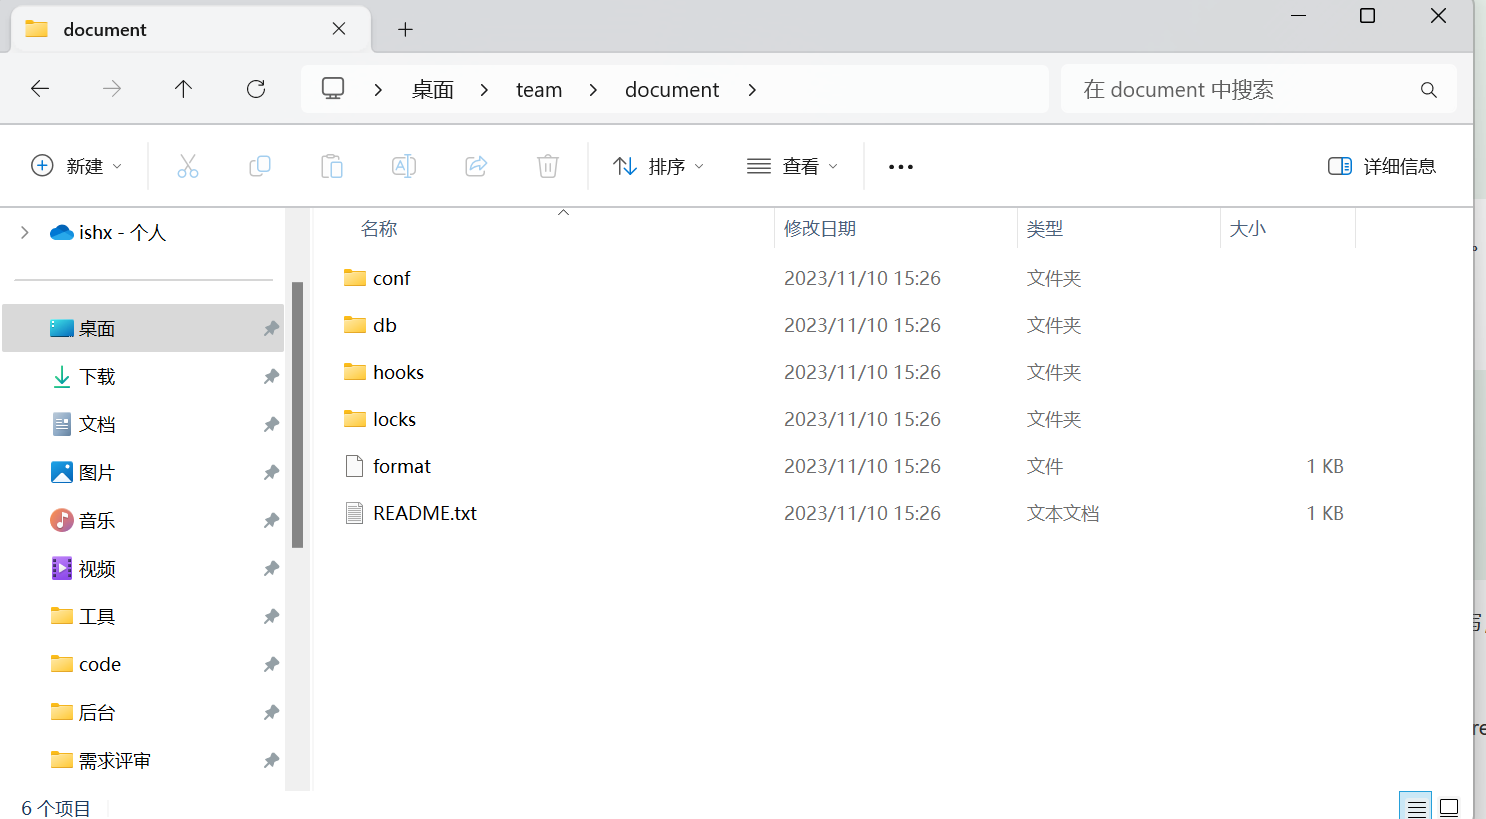 document
桌面 team document
在 document 中搜索
新建 排序 查看 详细信息
ishx - 个人
桌面
下载
文档
图片
音乐
视频
工具
code
后台
需求评审
名称 修改日期 类型 大小
conf 2023/11/10 15:26 文件夹
db 2023/11/10 15:26 文件夹
hooks 2023/11/10 15:26 文件夹
locks 2023/11/10 15:26 文件夹
format 2023/11/10 15:26 文件 1 KB
README.txt 2023/11/10 15:26 文本文档 1 KB
6 个项目